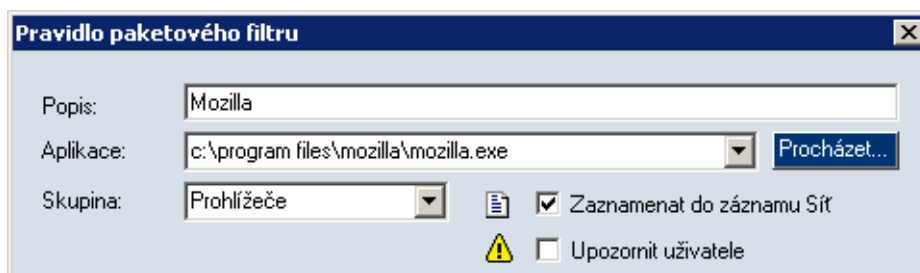 Pravidlo paketového filtru
Popis: Mozilla
Aplikace: c:\program files\mozilla\mozilla.exe Procházet...
Skupina: Prohlížeče Zaznamenat do záznamu Síť
Upozornit uživatele